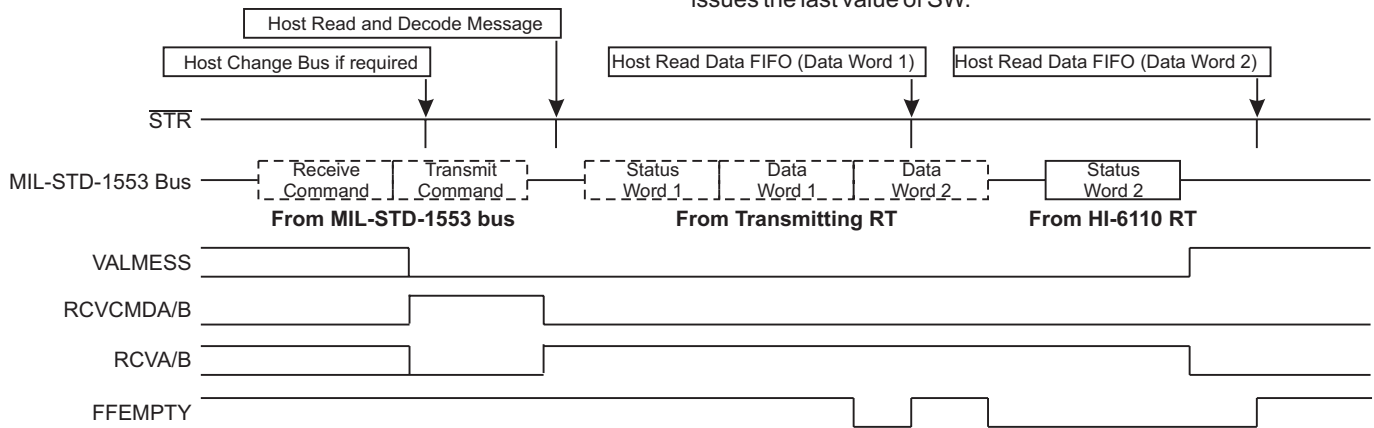 issues the last value of SW.
Host Read and Decode Message
Host Change Bus if required
Host Read Data FIFO (Data Word 1)
Host Read Data FIFO (Data Word 2)
STR
MIL-STD-1553 Bus
Receive
Command
Transmit
Command
Status
Word 1
Data
Word 1
Data
Word 2
Status
Word 2
From MIL-STD-1553 bus
From Transmitting RT
From HI-6110 RT
VALMESS
RCVCMDA/B
RCVA/B
FFEMPTY